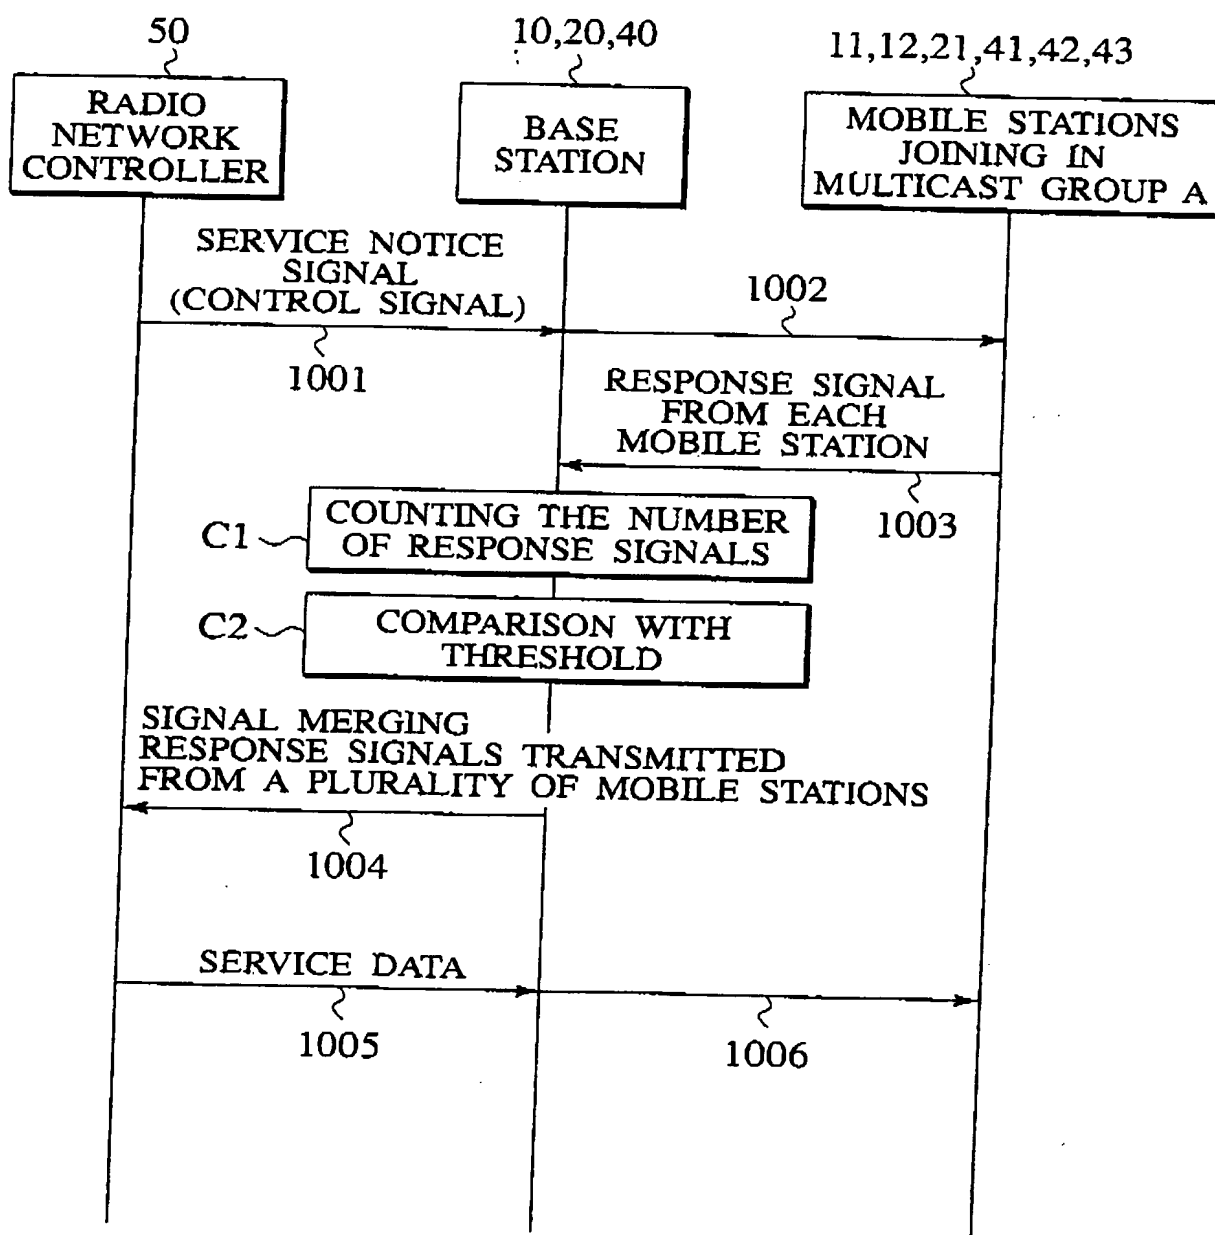 50
10,20,40
11,12,21,41,42,43
RADIO
NETWORK
CONTROLLER
BASE
STATION
MOBILE STATIONS
JOINING IN
MULTICAST GROUP A
SERVICE NOTICE
SIGNAL
(CONTROL SIGNAL)
1001
1002
RESPONSE SIGNAL
FROM EACH
MOBILE STATION
1003
C1
COUNTING THE NUMBER
OF RESPONSE SIGNALS
C2
COMPARISON WITH
THRESHOLD
SIGNAL MERGING
RESPONSE SIGNALS TRANSMITTED
FROM A PLURALITY OF MOBILE STATIONS
1004
SERVICE DATA
1005
1006